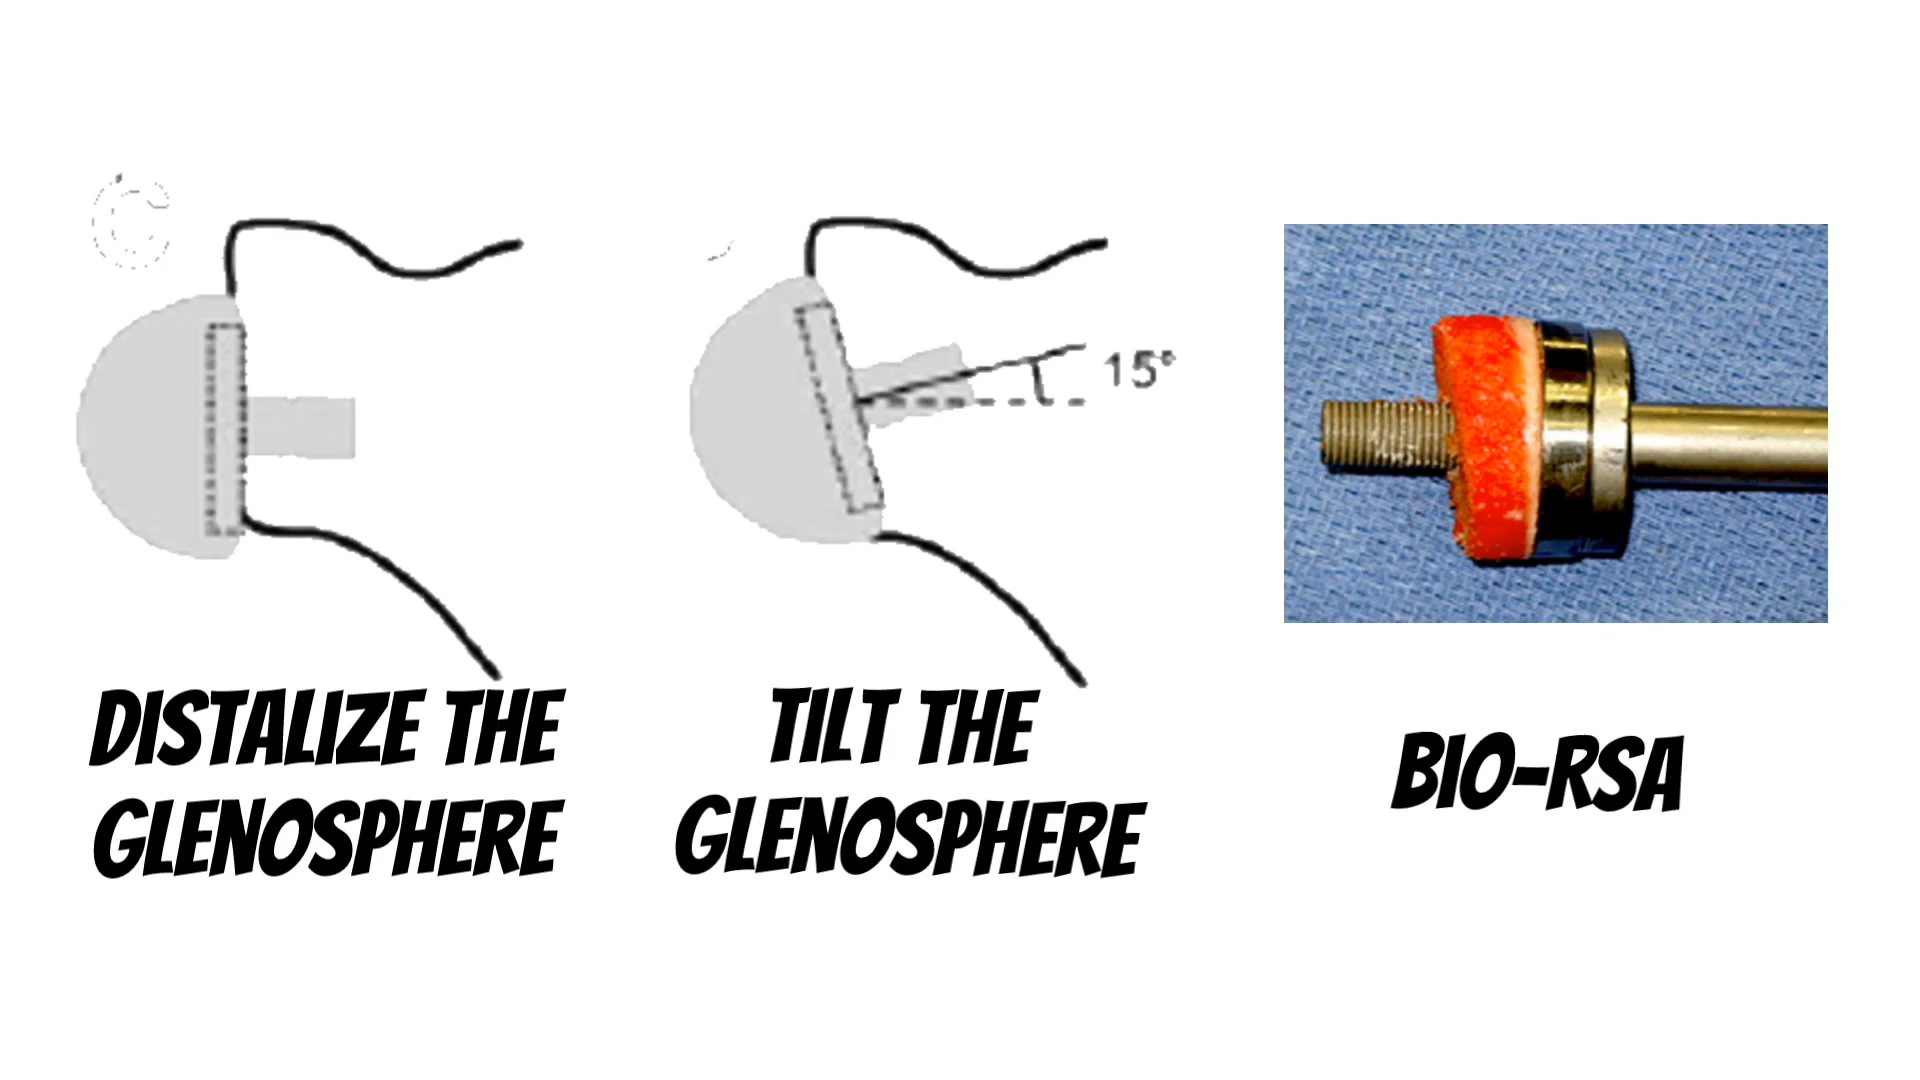 C
15°
DISTALIZE THE
GLENOSPHERE
TILT THE
GLENOSPHERE
BIO-RSA